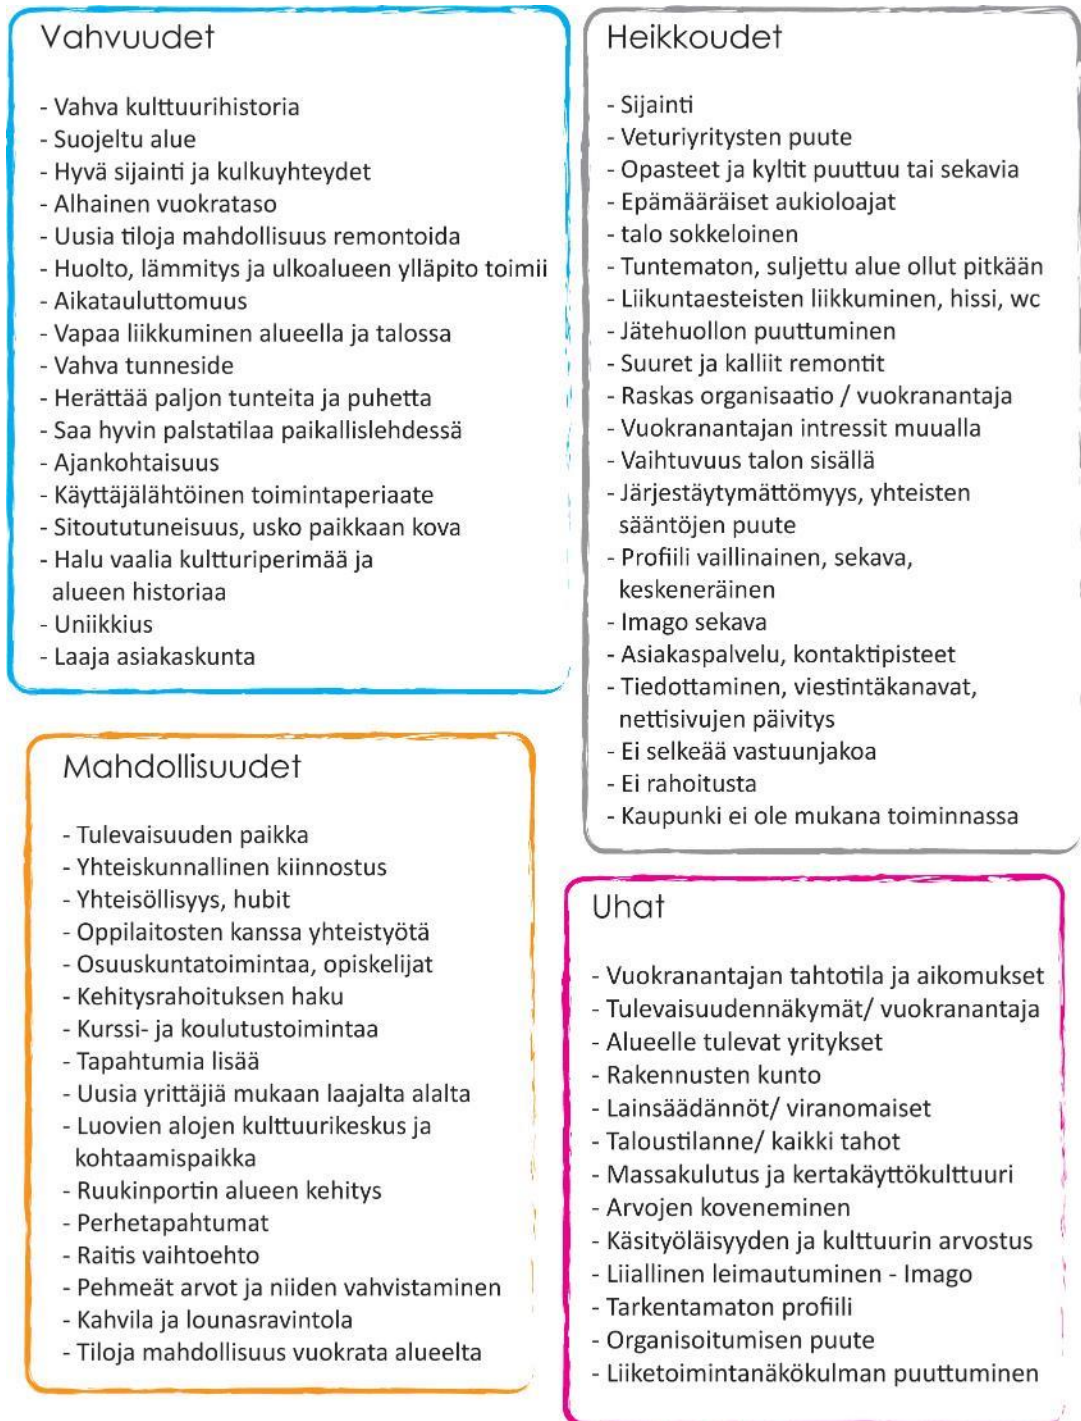 Vahvuudet
- Vahva kulttuurihistoria
- Suojeltu alue
- Hyvä sijainti ja kulkuyhteydet
- Alhainen vuokrataso
- Uusia tiloja mahdollisuus remontoida
- Huolto, lämmitys ja ulkoalueen ylläpito toimii
- Aikatauluttomuus
- Vapaa liikkuminen alueella ja talossa
- Vahva tunneside
- Herättää paljon tunteita ja puhetta
- Saa hyvin palstatilaa paikallislehdessä
- Ajankohtaisuus
- Käyttäjälähtöinen toimintaperiaate
- Sitoututuneisuus, usko paikkaan kova
- Halu vaalia kultturiperimää ja
alueen historiaa
- Uniikkius
- Laaja asiakaskunta
Heikkoudet
- Sijainti
- Veturiyritysten puute
- Opasteet ja kyltit puuttuu tai sekavia
- Epämääräiset aukioloajat
- talo sokkeloinen
- Tuntematon, suljettu alue ollut pitkään
- Liikuntaesteisten liikkuminen, hissi, wc
- Jätehuollon puuttuminen
- Suuret ja kalliit remontit
- Raskas organisaatio / vuokranantaja
- Vuokranantajan intressit muualla
- Vaihtuvuus talon sisällä
- Järjestäytymättömyys, yhteisten
sääntöjen puute
- Profiili vaillinainen, sekava,
keskeneräinen
- Imago sekava
- Asiakaspalvelu, kontaktipisteet
- Tiedottaminen, viestintäkanavat,
nettisivujen päivitys
- Ei selkeää vastuunjakoa
- Ei rahoitusta
- Kaupunki ei ole mukana toiminnassa
Mahdollisuudet
- Tulevaisuuden paikka
- Yhteiskunnallinen kiinnostus
- Yhteisöllisyys, hubit
- Oppilaitosten kanssa yhteistyötä
- Osuuskuntatoimintaa, opiskelijat
- Kehitysrahoituksen haku
- Kurssi- ja koulutustoimintaa
- Tapahtumia lisää
- Uusia yrittäjiä mukaan laajalta alalta
- Luovien alojen kulttuurikeskus ja
kohtaamispaikka
- Ruukinportin alueen kehitys
- Perhetapahtumat
- Raitis vaihtoehto
- Pehmeät arvot ja niiden vahvistaminen
- Kahvila ja lounasravintola
- Tiloja mahdollisuus vuokrata alueelta
Uhat
- Vuokranantajan tahtotila ja aikomukset
- Tulevaisuudennäkymät/ vuokranantaja
- Alueelle tulevat yritykset
- Rakennusten kunto
- Lainsäädännöt/ viranomaiset
- Taloustilanne/ kaikki tahot
- Massakulutus ja kertakäyttökulttuuri
- Arvojen koveneminen
- Käsityöläisyyden ja kulttuurin arvostus
- Liiallinen leimautuminen - Imago
- Tarkentamaton profiili
- Organisoitumisen puute
- Liiketoimintanäkökulman puuttuminen